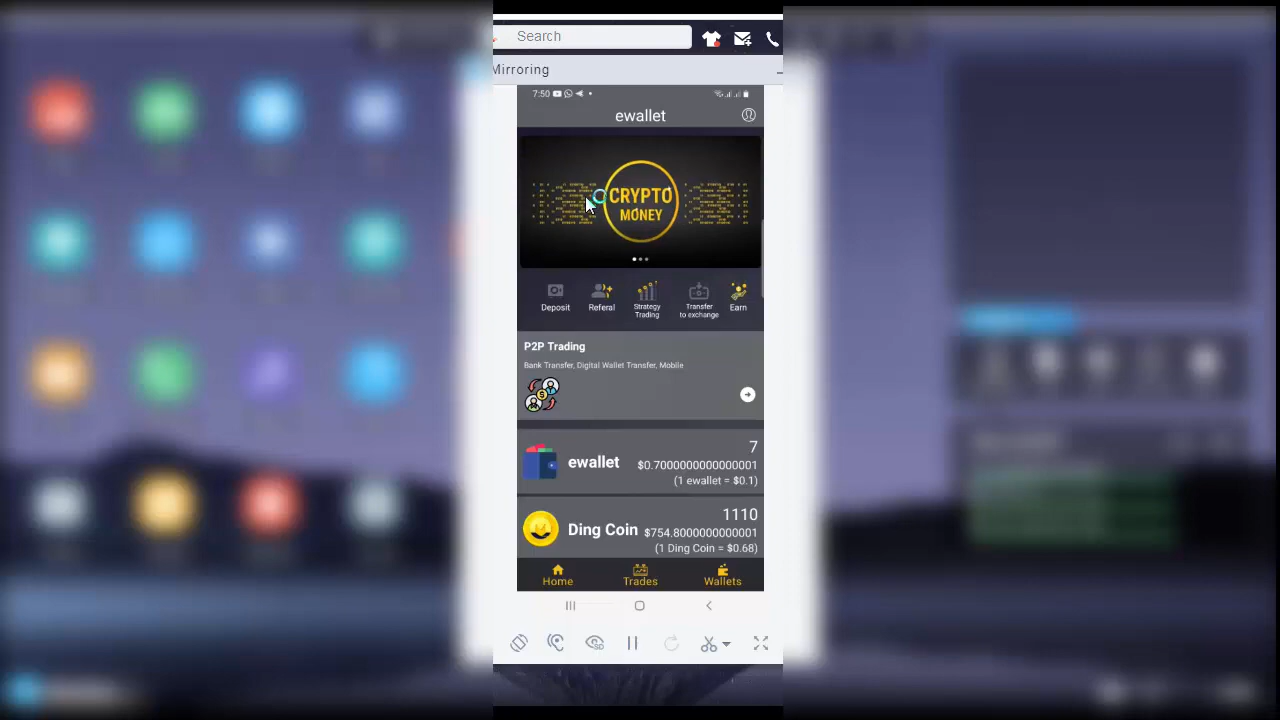 Search
Mirroring
7:50
ewallet
CRYPTO
MONEY
Deposit
Referal
Strategy
Trading
Transfer
to exchange
Earn
P2P Trading
Bank Transfer, Digital Wallet Transfer, Mobile
7
ewallet
$0.7000000000000001
(1 ewallet = $0.1)
1110
Ding Coin
$754.8000000000001
(1 Ding Coin = $0.68)
Home
Trades
Wallets
SD